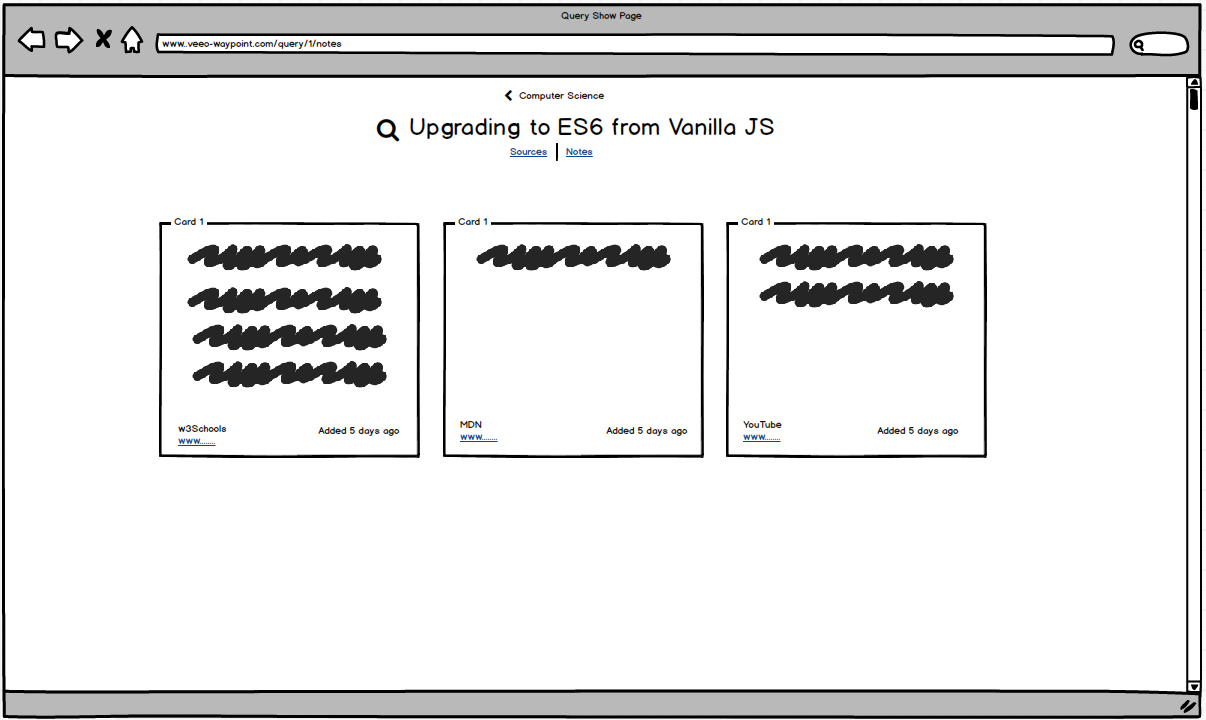 Query Show Page
www.veeo-waypoint.com/query/1/notes
Computer Science
Upgrading to ES6 from Vanilla JS
Sources | Notes
Card 1
w3Schools
www.......
Added 5 days ago
Card 1
MDN
www.......
Added 5 days ago
Card 1
YouTube
www.......
Added 5 days ago